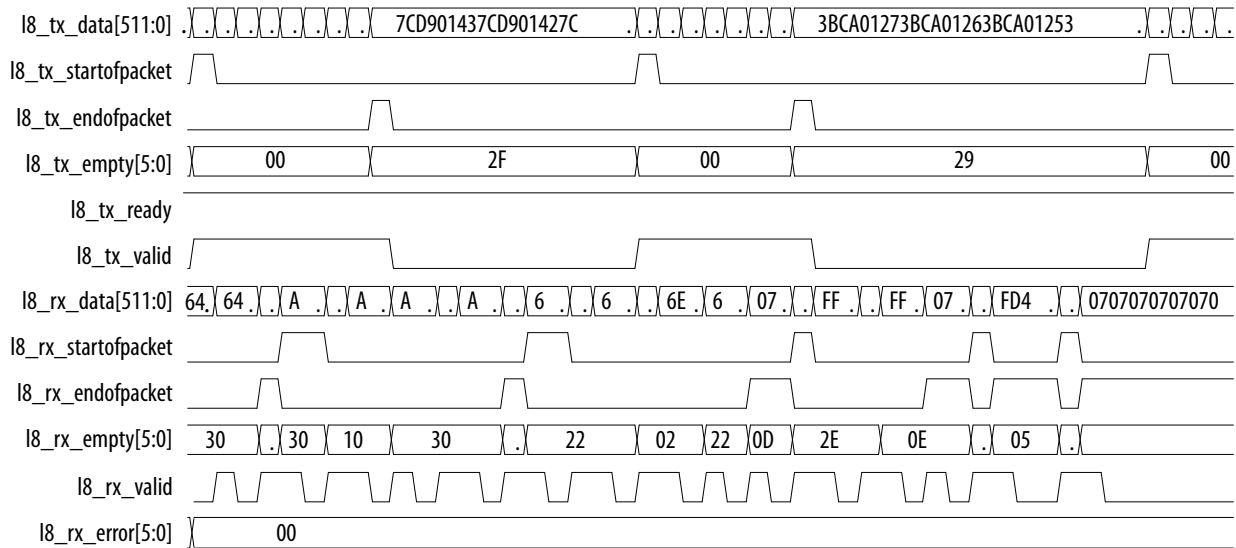 l8_tx_data[511:0] . . . . . . . . . 7CD901437CD901427C . . . . . . . . 3BCA01273BCA01263BCA01253 . . . . .
l8_tx_startofpacket
l8_tx_endofpacket
l8_tx_empty[5:0] 00 2F 00 29 00
l8_tx_ready
l8_tx_valid
l8_rx_data[511:0] 64. 64 . . A . . A A . . A . . 6 . . 6 . . 6E . 6 . 07 . . FF . . FF 07 . . FD4 . . 0707070707070
l8_rx_startofpacket
l8_rx_endofpacket
l8_rx_empty[5:0] 30 . 30 10 30 . 22 02 22 0D 2E 0E . 05 .
l8_rx_valid
l8_rx_error[5:0] 00